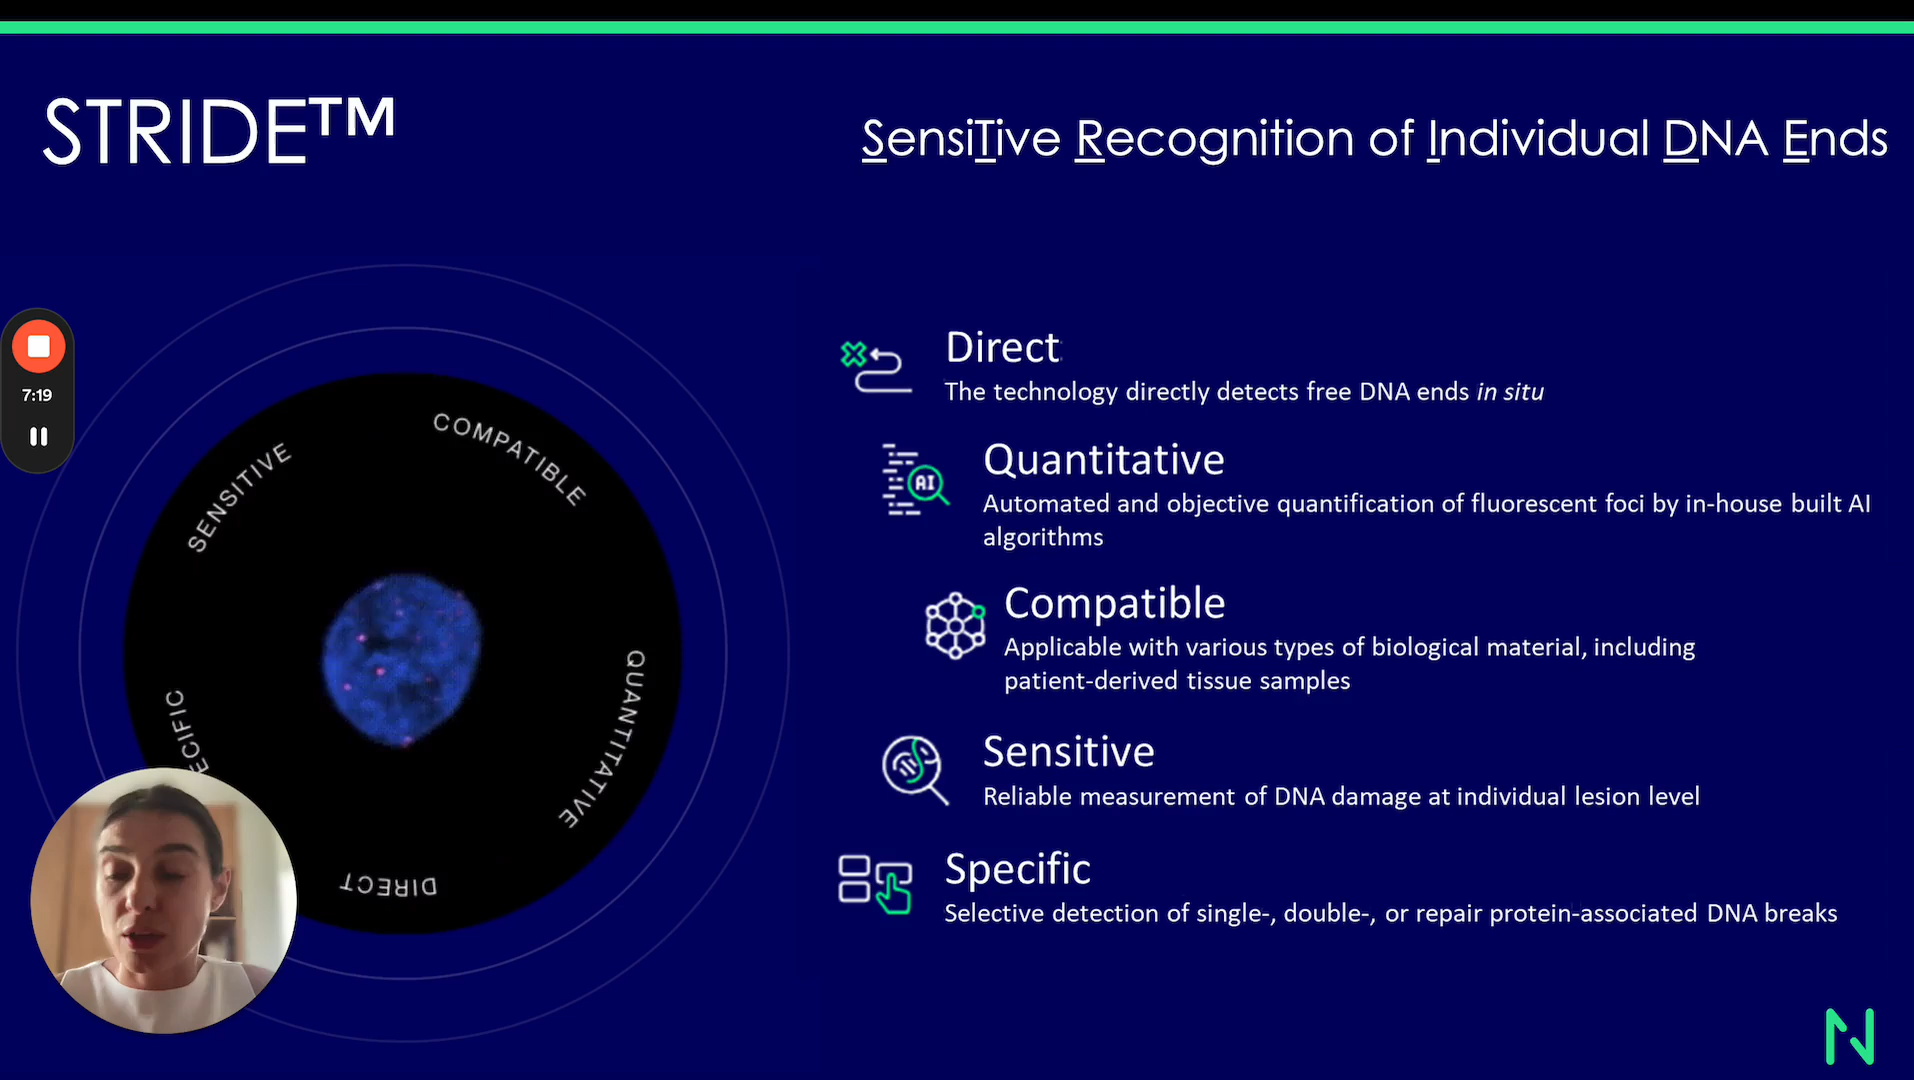 STRIDE™
SensiTive Recognition of Individual DNA Ends
7:19
SENSITIVE
COMPATIBLE
QUANTITATIVE
DIRECT
ECIFIC
Direct
The technology directly detects free DNA ends in situ
AI
Quantitative
Automated and objective quantification of fluorescent foci by in-house built AI
algorithms
Compatible
Applicable with various types of biological material, including
patient-derived tissue samples
Sensitive
Reliable measurement of DNA damage at individual lesion level
Specific
Selective detection of single-, double-, or repair protein-associated DNA breaks
N